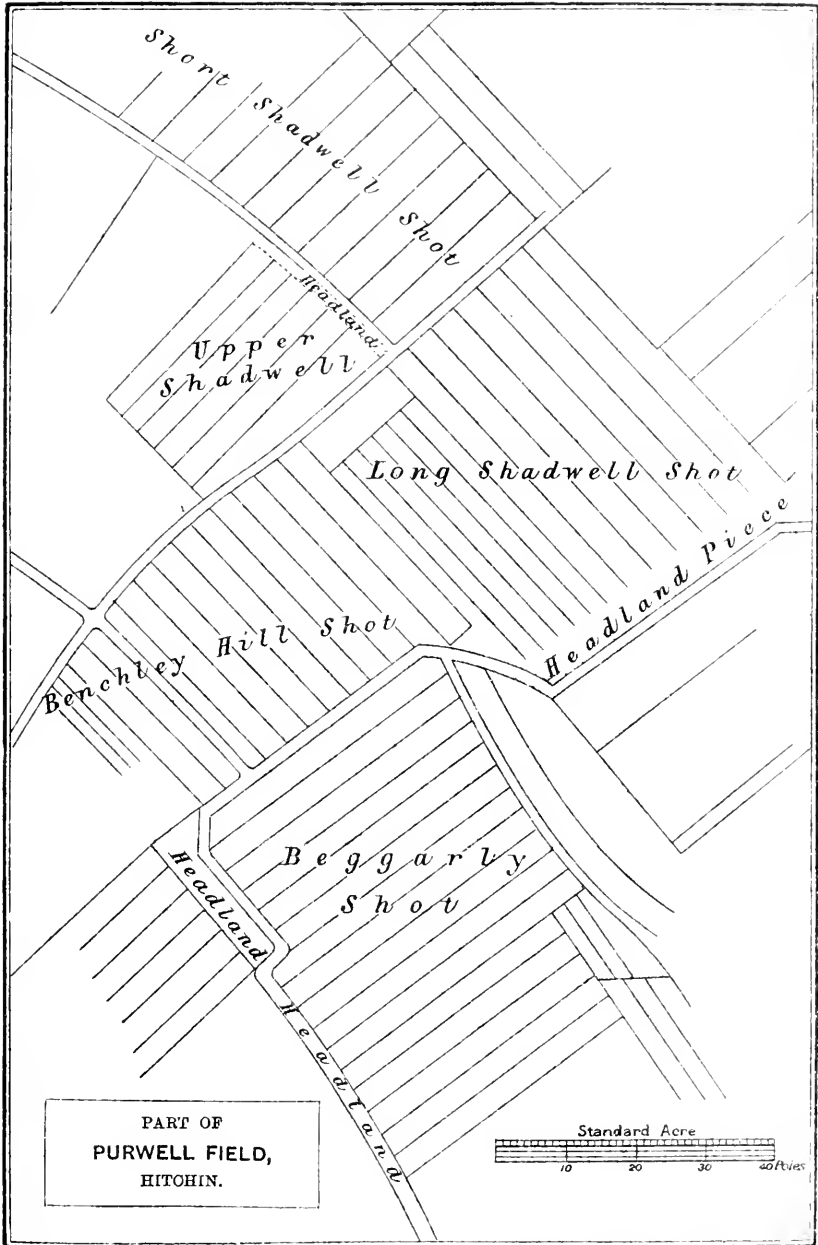 Short Shadwell Shot
Headland
Upper
Shadwell
Long Shadwell Shot
Headland Piece
Benchley Hill Shot
Beggarly
Shot
Headland
Headland
PART OF
PURWELL FIELD,
HITCHIN.
Standard Acre
10 20 30 40 Poles